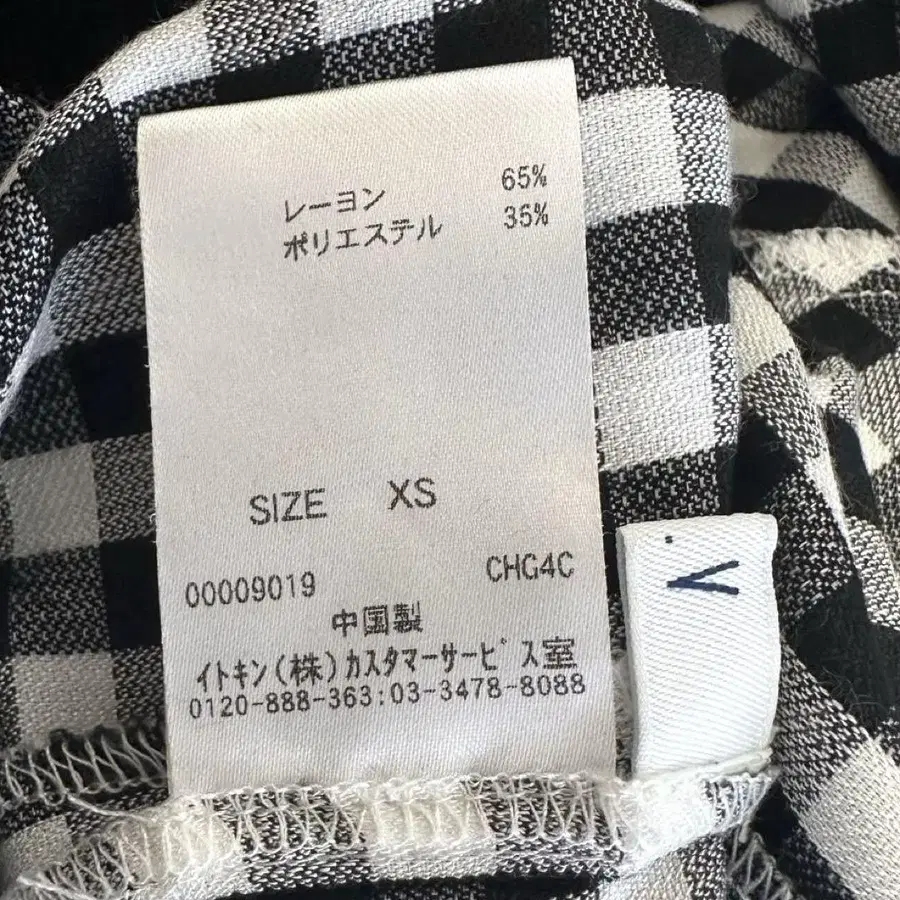 レーヨン 65%
ポリエステル 35%
SIZE XS
00009019 CHG4C
中国製
イトキン(株)カスタマーサービス室
0120-888-363:03-3478-8088
V